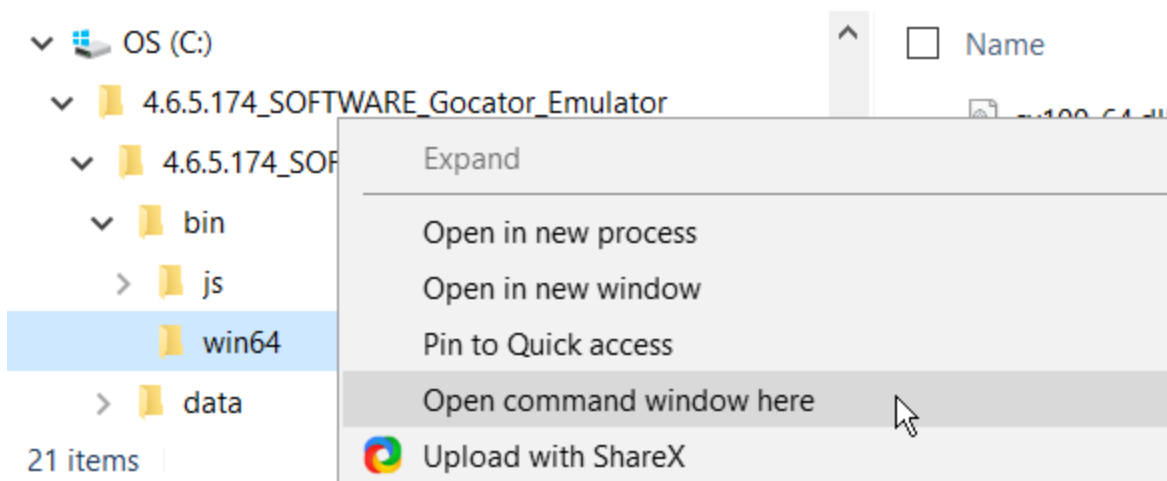 OS (C:)
Name
4.6.5.174_SOFTWARE_Gocator_Emulator
4.6.5.174_SOF
Expand
bin
Open in new process
js
Open in new window
win64
Pin to Quick access
data
Open command window here
21 items
Upload with ShareX